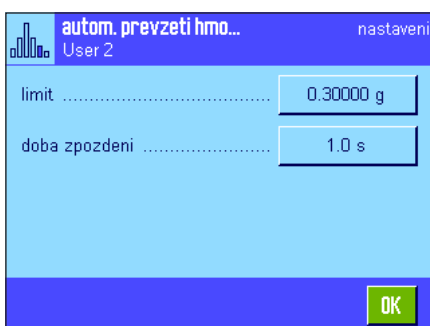 autom. prevzeti hmo... nastaveni
User 2
limit ..................................... 0.30000 g
doba zpozdeni ....................... 1.0 s
OK